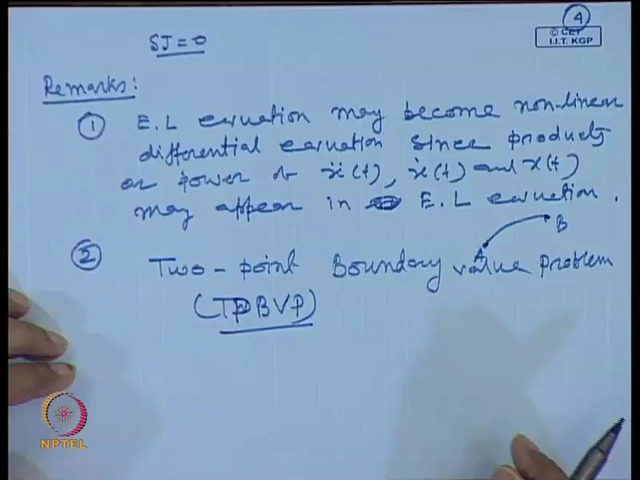 4
© CET
I.I.T. KGP
SJ = 0
Remarks:
1 E.L equation may become non-linear
differential equation since products
or power of ẍ(t), ẋ(t) and x(t)
may appear in E.L equation.
2 Two-point Boundary value problem
(TPBVP)
A
B
NPTEL